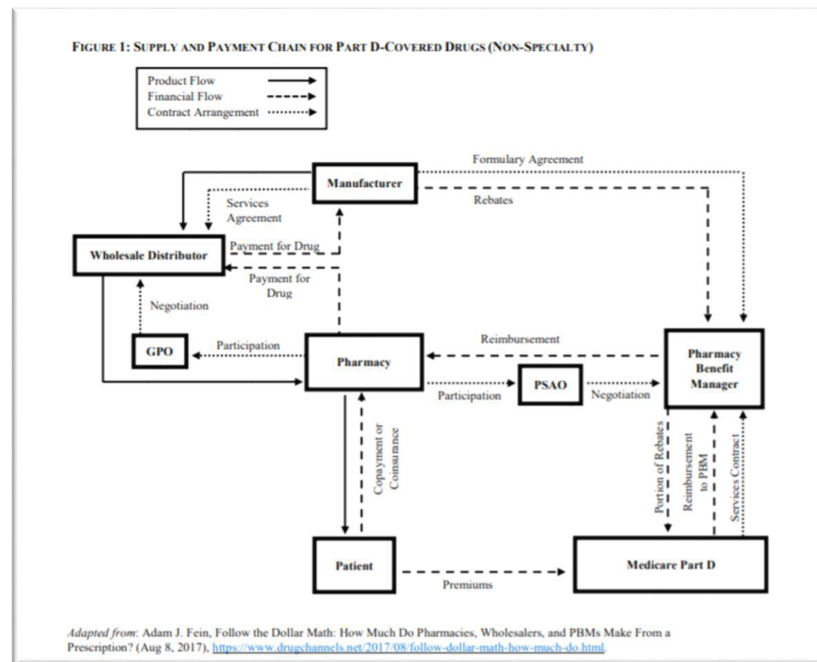 FIGURE 1: SUPPLY AND PAYMENT CHAIN FOR PART D-COVERED DRUGS (NON-SPECIALTY)
Product Flow
Financial Flow
Contract Arrangement
Formulary Agreement
Manufacturer
Rebates
Services
Agreement
Wholesale Distributor
Payment for Drug
Payment for
Drug
Negotiation
GPO
Participation
Pharmacy
Reimbursement
Pharmacy
Benefit
Manager
PSAO
Participation
Negotiation
Copayment or
Coinsurance
Portion of Rebates
Reimbursement
to PBM
Services Contract
Patient
Premiums
Medicare Part D
Adapted from: Adam J. Fein, Follow the Dollar Math: How Much Do Pharmacies, Wholesalers, and PBMs Make From a
Prescription? (Aug 8, 2017), https://www.drugchannels.net/2017/08/follow-dollar-math-how-much-do.html.